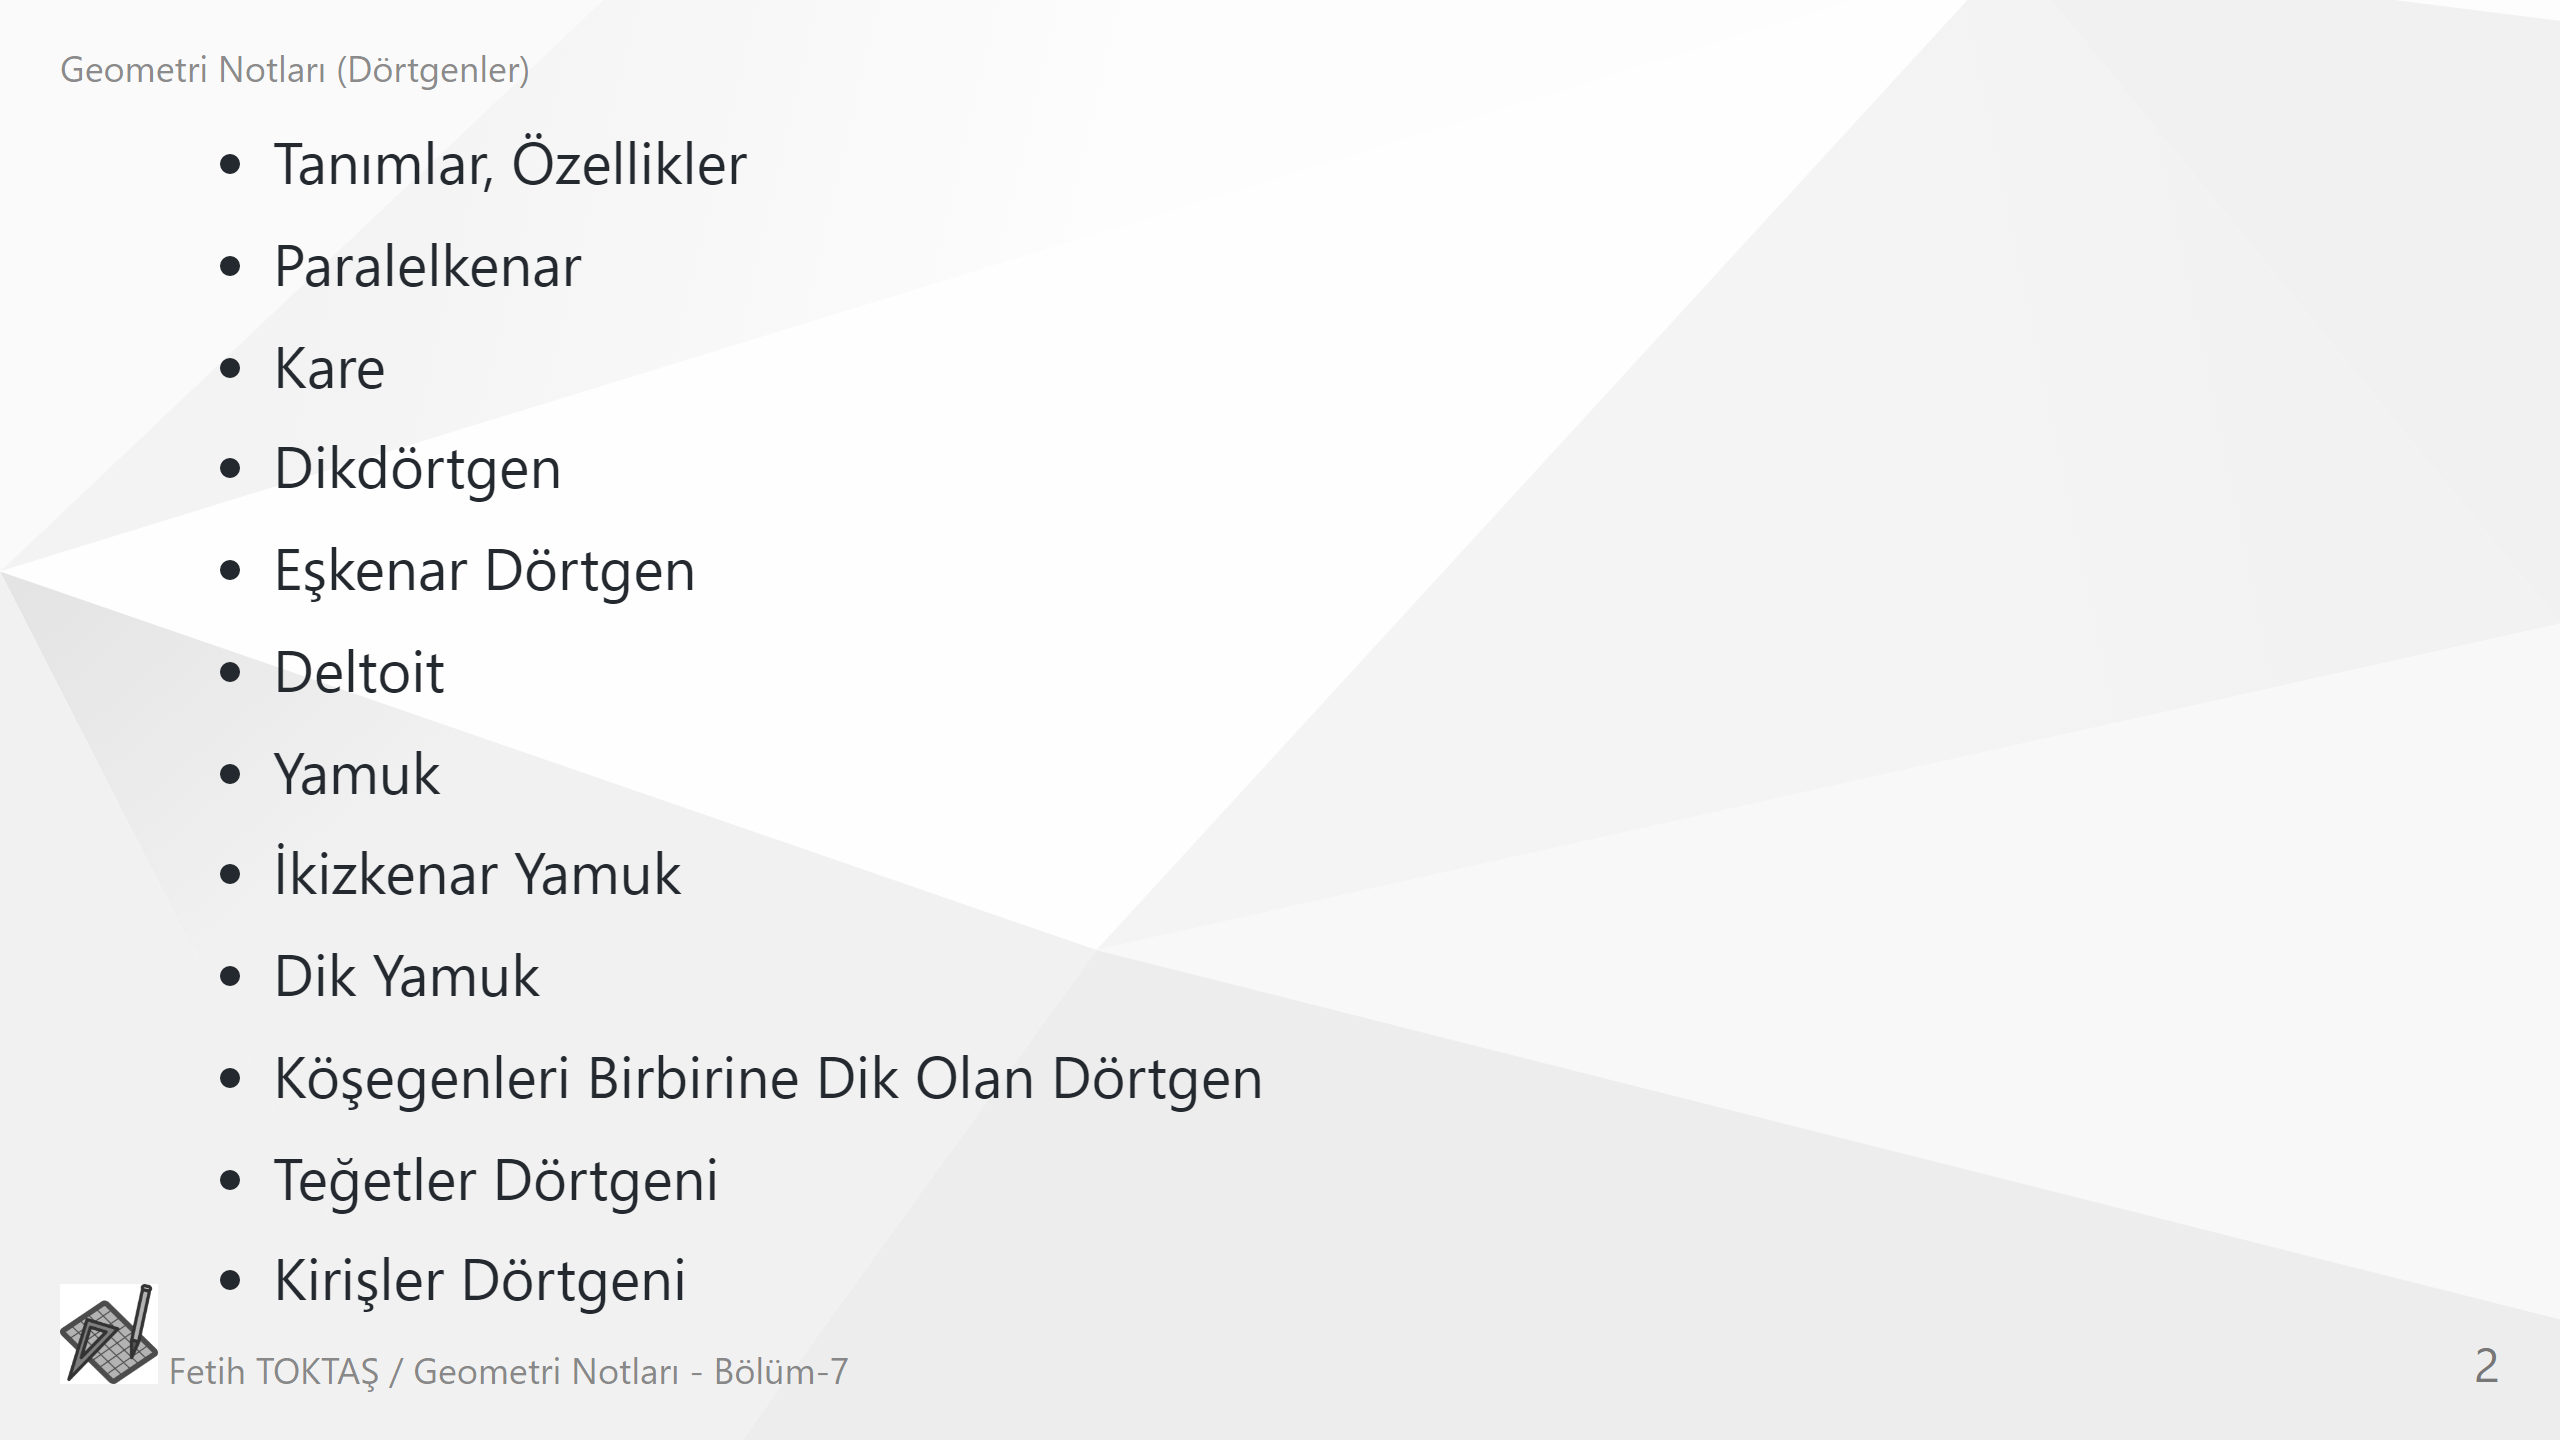 Geometri Notları (Dörtgenler)
• Tanımlar, Özellikler
• Paralelkenar
• Kare
• Dikdörtgen
• Eşkenar Dörtgen
• Deltoit
• Yamuk
• İkizkenar Yamuk
• Dik Yamuk
• Köşegenleri Birbirine Dik Olan Dörtgen
• Teğetler Dörtgeni
• Kirişler Dörtgeni
Fetih TOKTAŞ / Geometri Notları - Bölüm-7
2